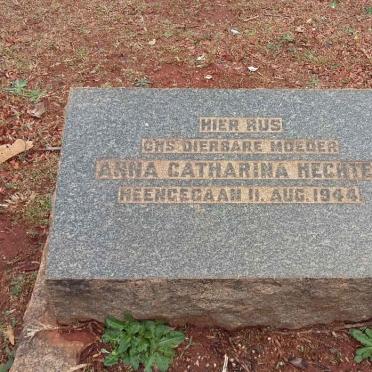 HIER RUS
ONS DIERBARE MOEDER
ANNA CATHARINA HECHTE
HEENGEGAAN 11. AUG. 1944